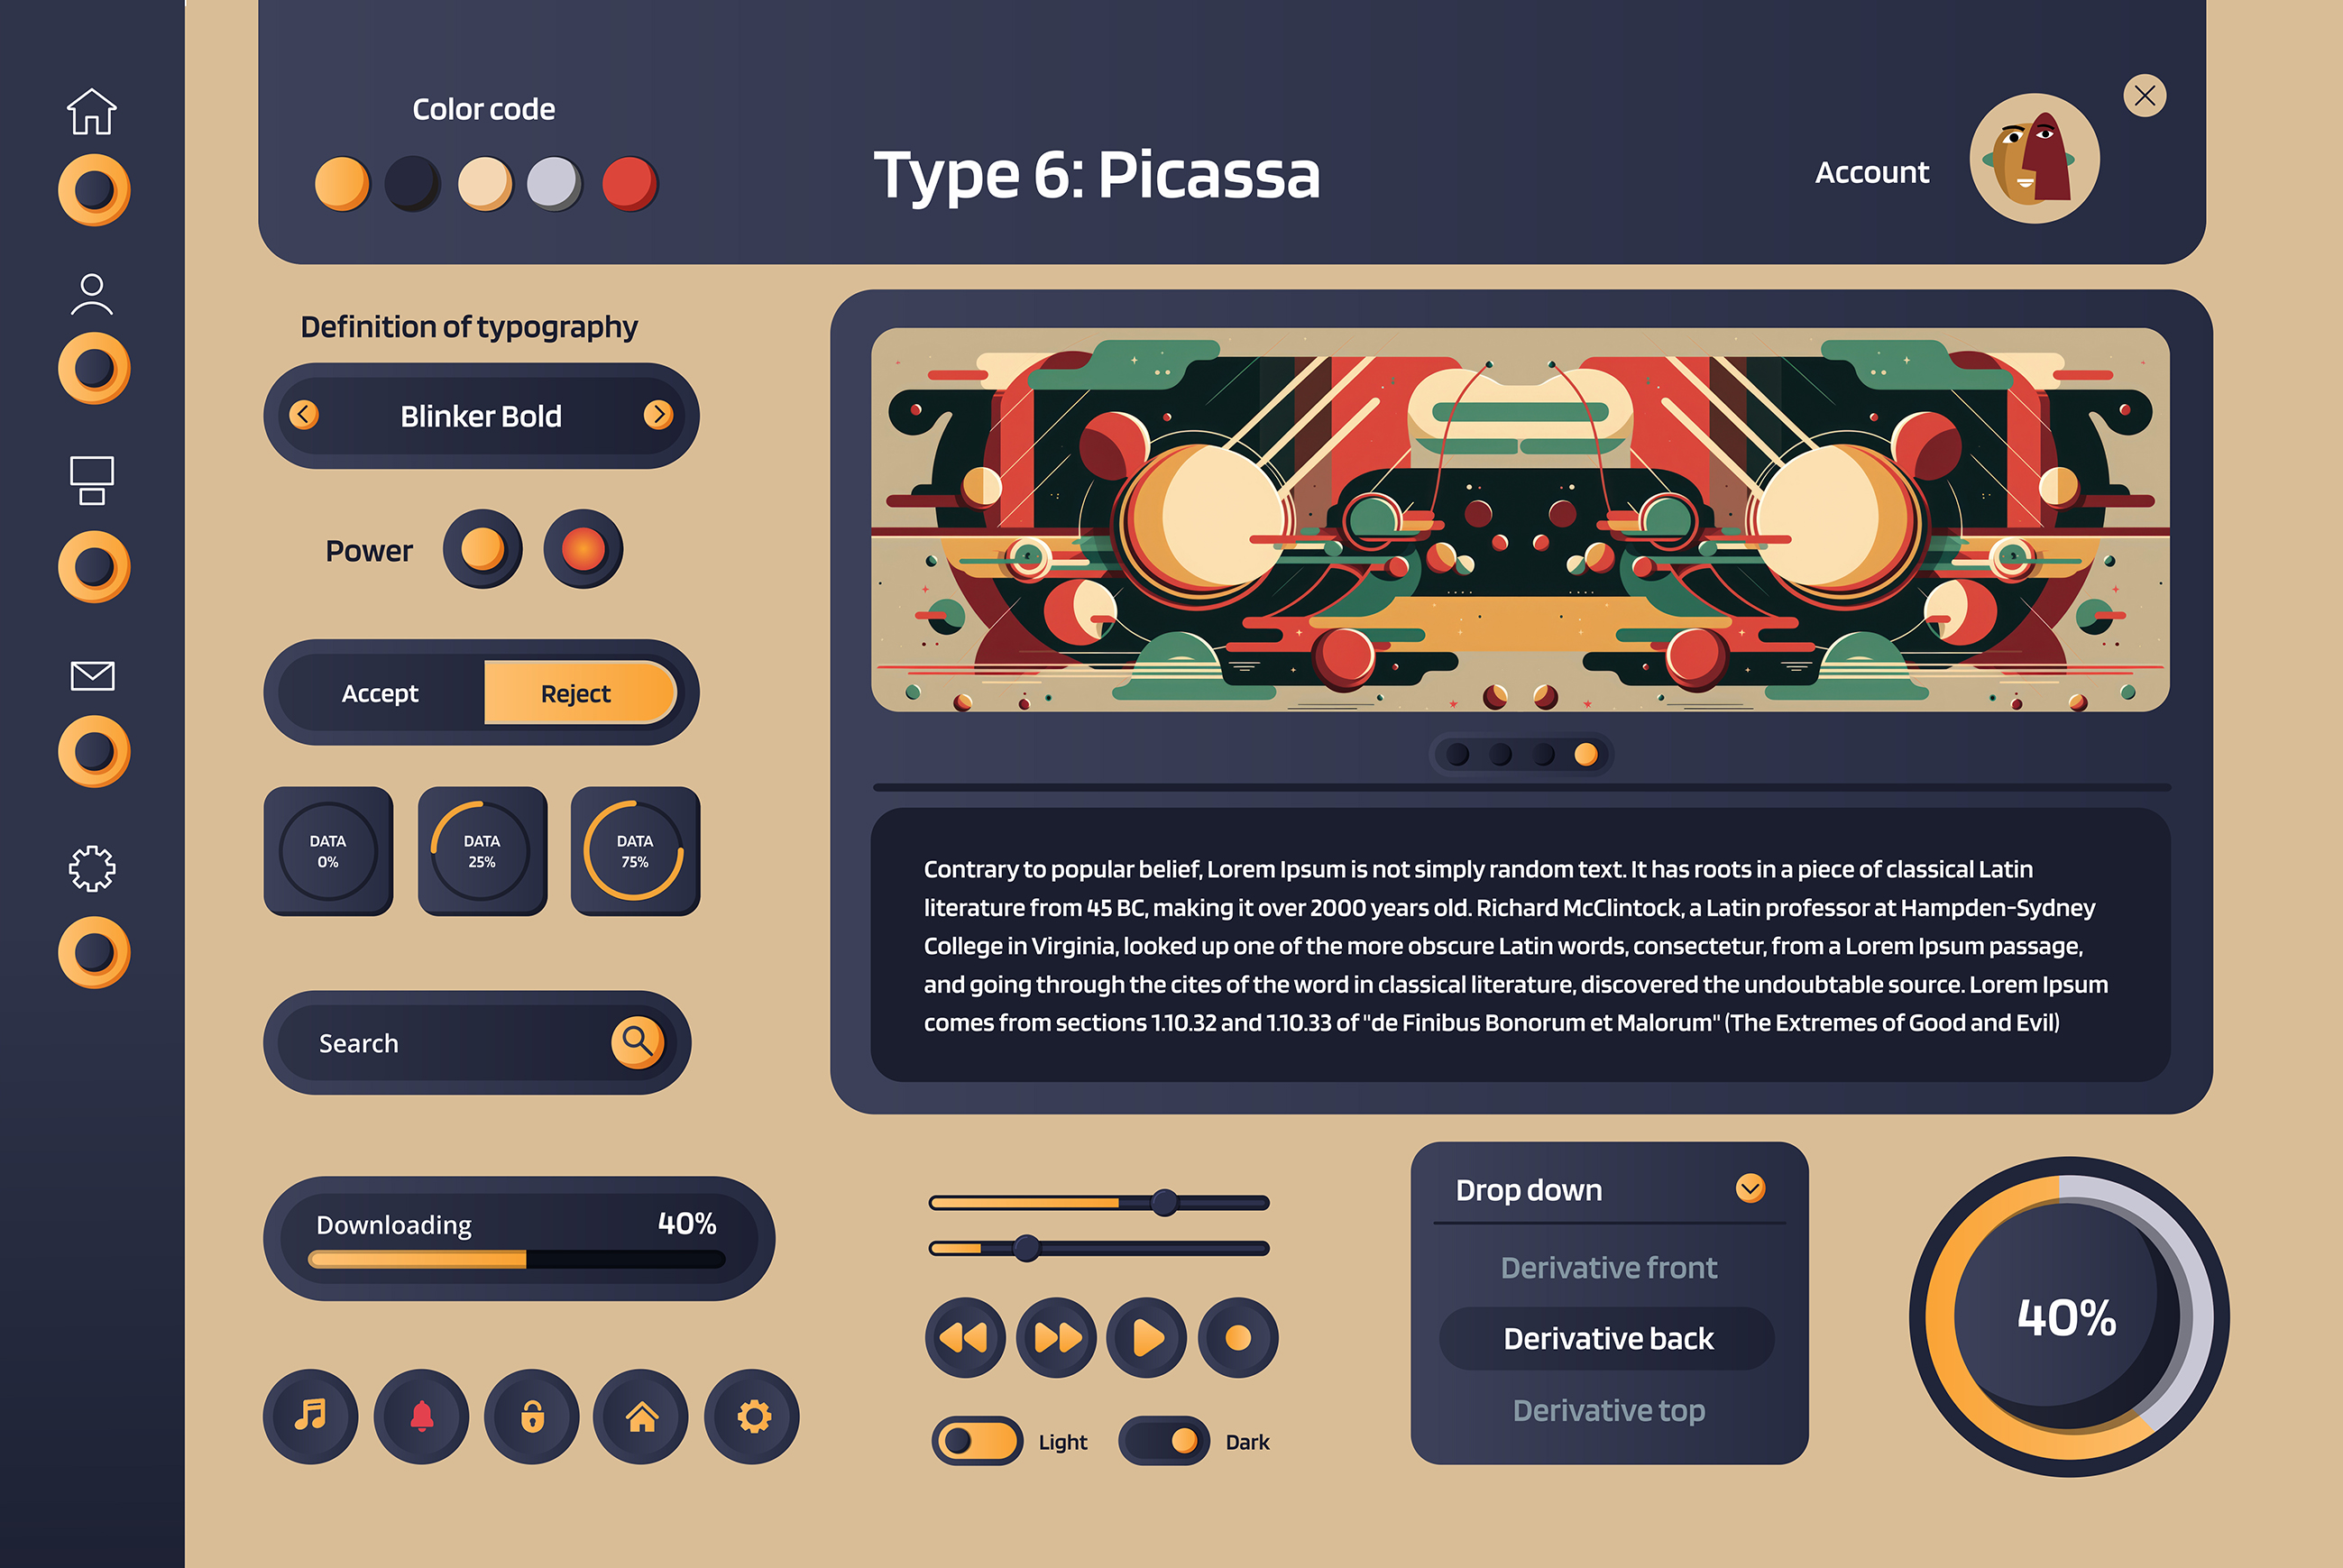 Color code
Type 6: Picassa
Account
Definition of typography
Blinker Bold
Power
Accept
Reject
DATA
0%
DATA
25%
DATA
75%
Search
Downloading
40%
Contrary to popular belief, Lorem Ipsum is not simply random text. It has roots in a piece of classical Latin
literature from 45 BC, making it over 2000 years old. Richard McClintock, a Latin professor at Hampden-Sydney
College in Virginia, looked up one of the more obscure Latin words, consectetur, from a Lorem Ipsum passage,
and going through the cites of the word in classical literature, discovered the undoubtable source. Lorem Ipsum
comes from sections 1.10.32 and 1.10.33 of "de Finibus Bonorum et Malorum" (The Extremes of Good and Evil)
Light
Dark
Drop down
Derivative front
Derivative back
Derivative top
40%